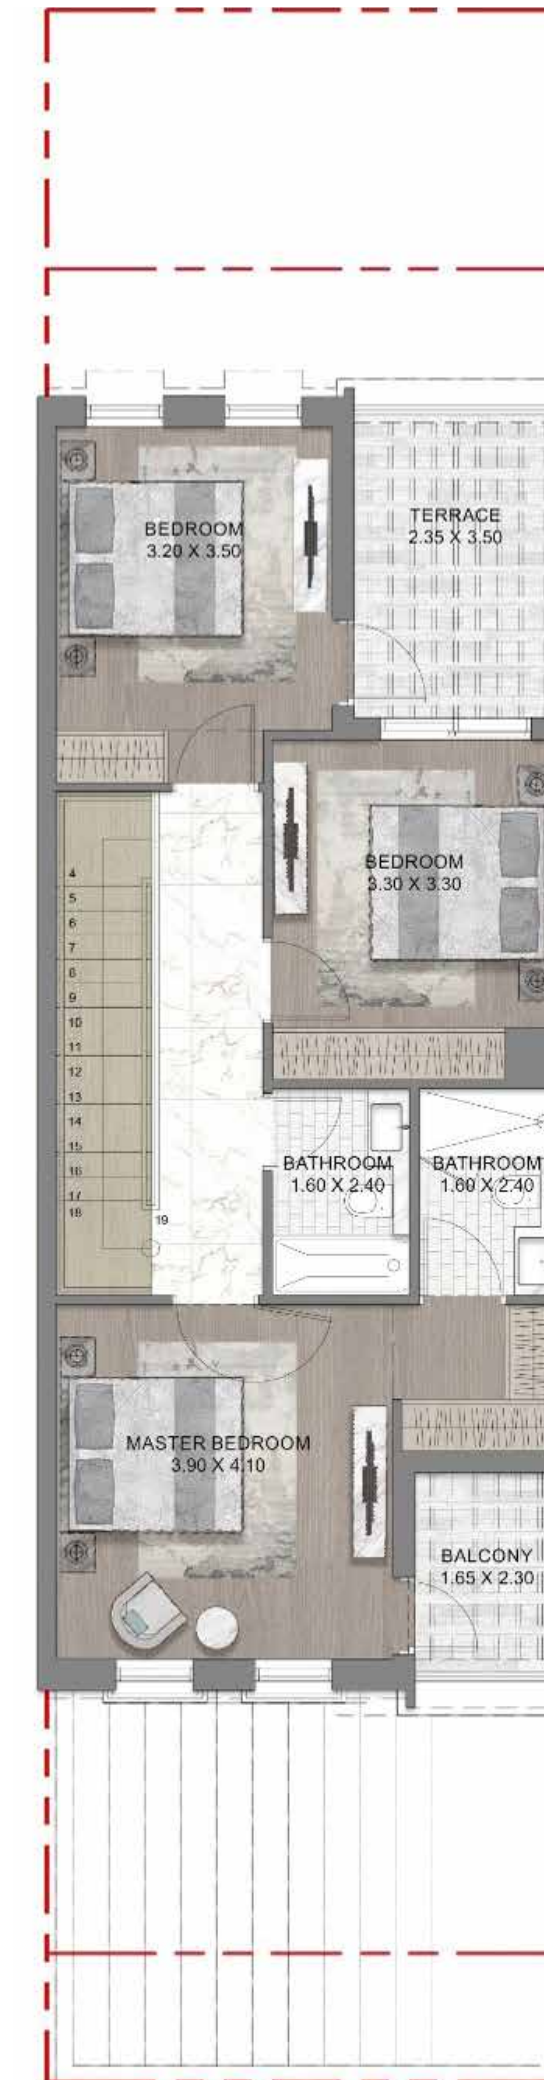 BEDROOM
3.20 X 3.50
TERRACE
2.35 X 3.50
BEDROOM
3.30 X 3.30
4
5
6
7
8
9
10
11
12
13
14
15
16
17
18
19
BATHROOM
1.60 X 2.40
BATHROOM
1.60 X 2.40
MASTER BEDROOM
3.90 X 4.10
BALCONY
1.65 X 2.30